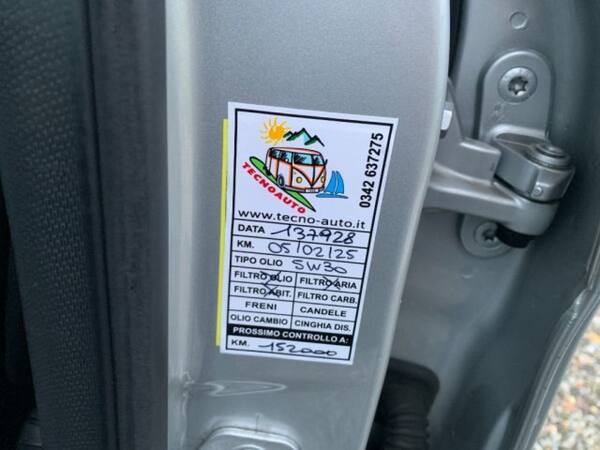 TECNOAUTO
0342 637275
www.tecno-auto.it
DATA 137928
KM. 05/02/25
TIPO OLIO 5W30
FILTRO OLIO FILTRO ARIA
FILTRO ABIT. FILTRO CARB.
FRENI CANDELE
OLIO CAMBIO CINGHIA DIS.
PROSSIMO CONTROLLO A:
KM. 152000